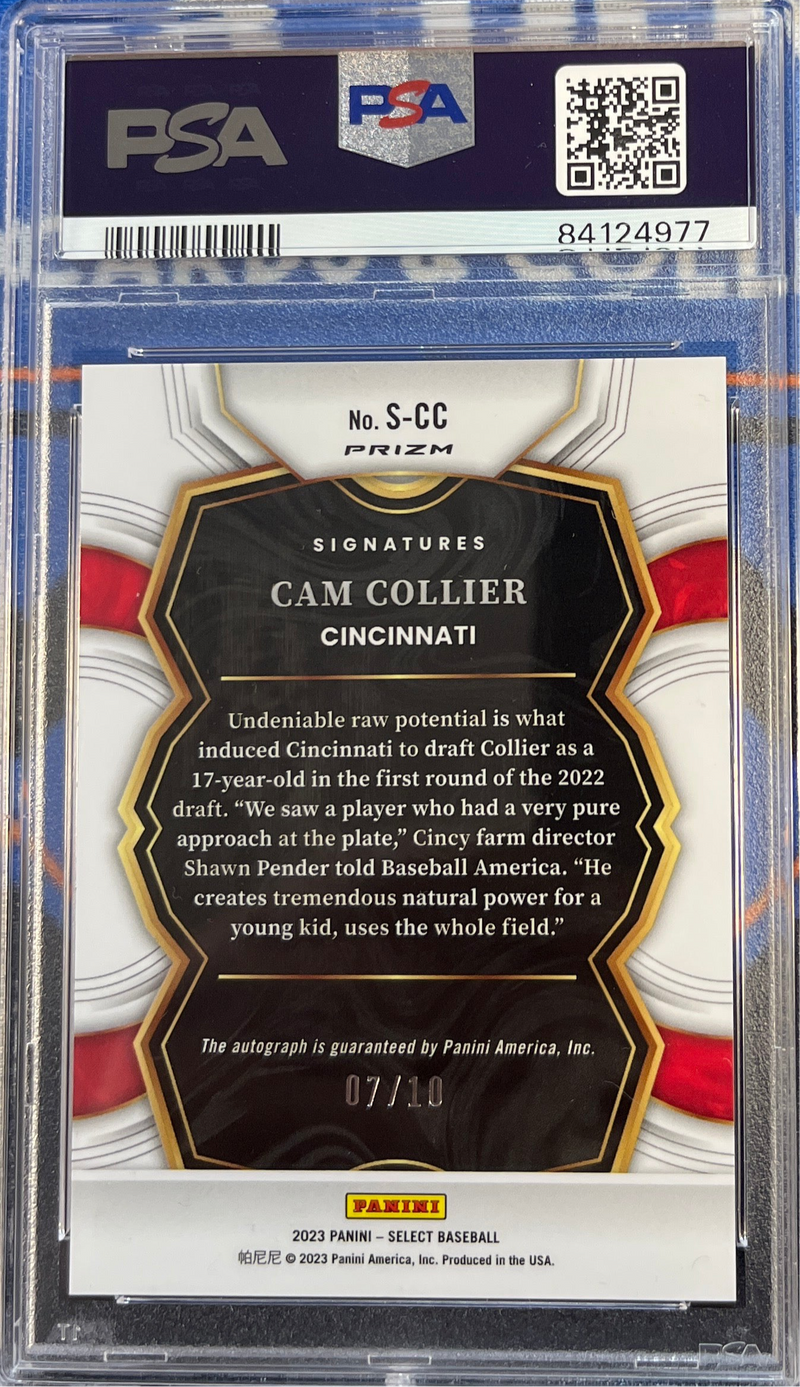 PSA
PSA
84124977
No. S-CC
PRIZM
SIGNATURES
CAM COLLIER
CINCINNATI
Undeniable raw potential is what
induced Cincinnati to draft Collier as a
17-year-old in the first round of the 2022
draft. “We saw a player who had a very pure
approach at the plate,” Cincy farm director
Shawn Pender told Baseball America. “He
creates tremendous natural power for a
young kid, uses the whole field.”
The autograph is guaranteed by Panini America, Inc.
07/10
PANINI
2023 PANINI – SELECT BASEBALL
帕尼尼 © 2023 Panini America, Inc. Produced in the USA.
PSA